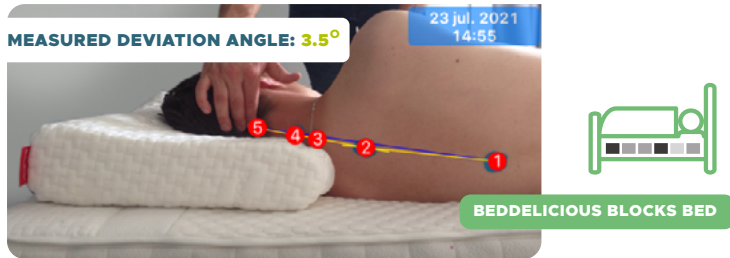 MEASURED DEVIATION ANGLE: 3.5°
23 jul. 2021
14:55
5
4
3
2
1
BEDDELICIOUS BLOCKS BED